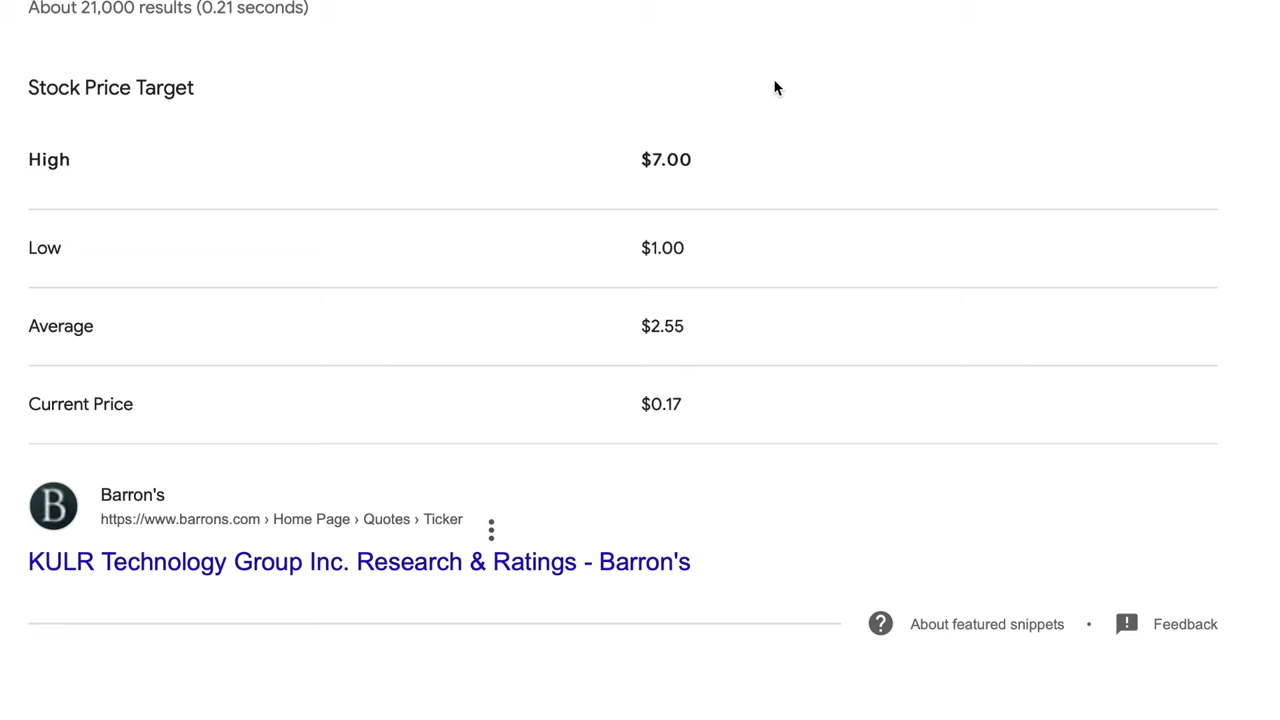 About 21,000 results (0.21 seconds)
Stock Price Target
High $7.00
Low $1.00
Average $2.55
Current Price $0.17
B Barron's
https://www.barrons.com › Home Page › Quotes › Ticker
KULR Technology Group Inc. Research & Ratings - Barron's
About featured snippets • Feedback